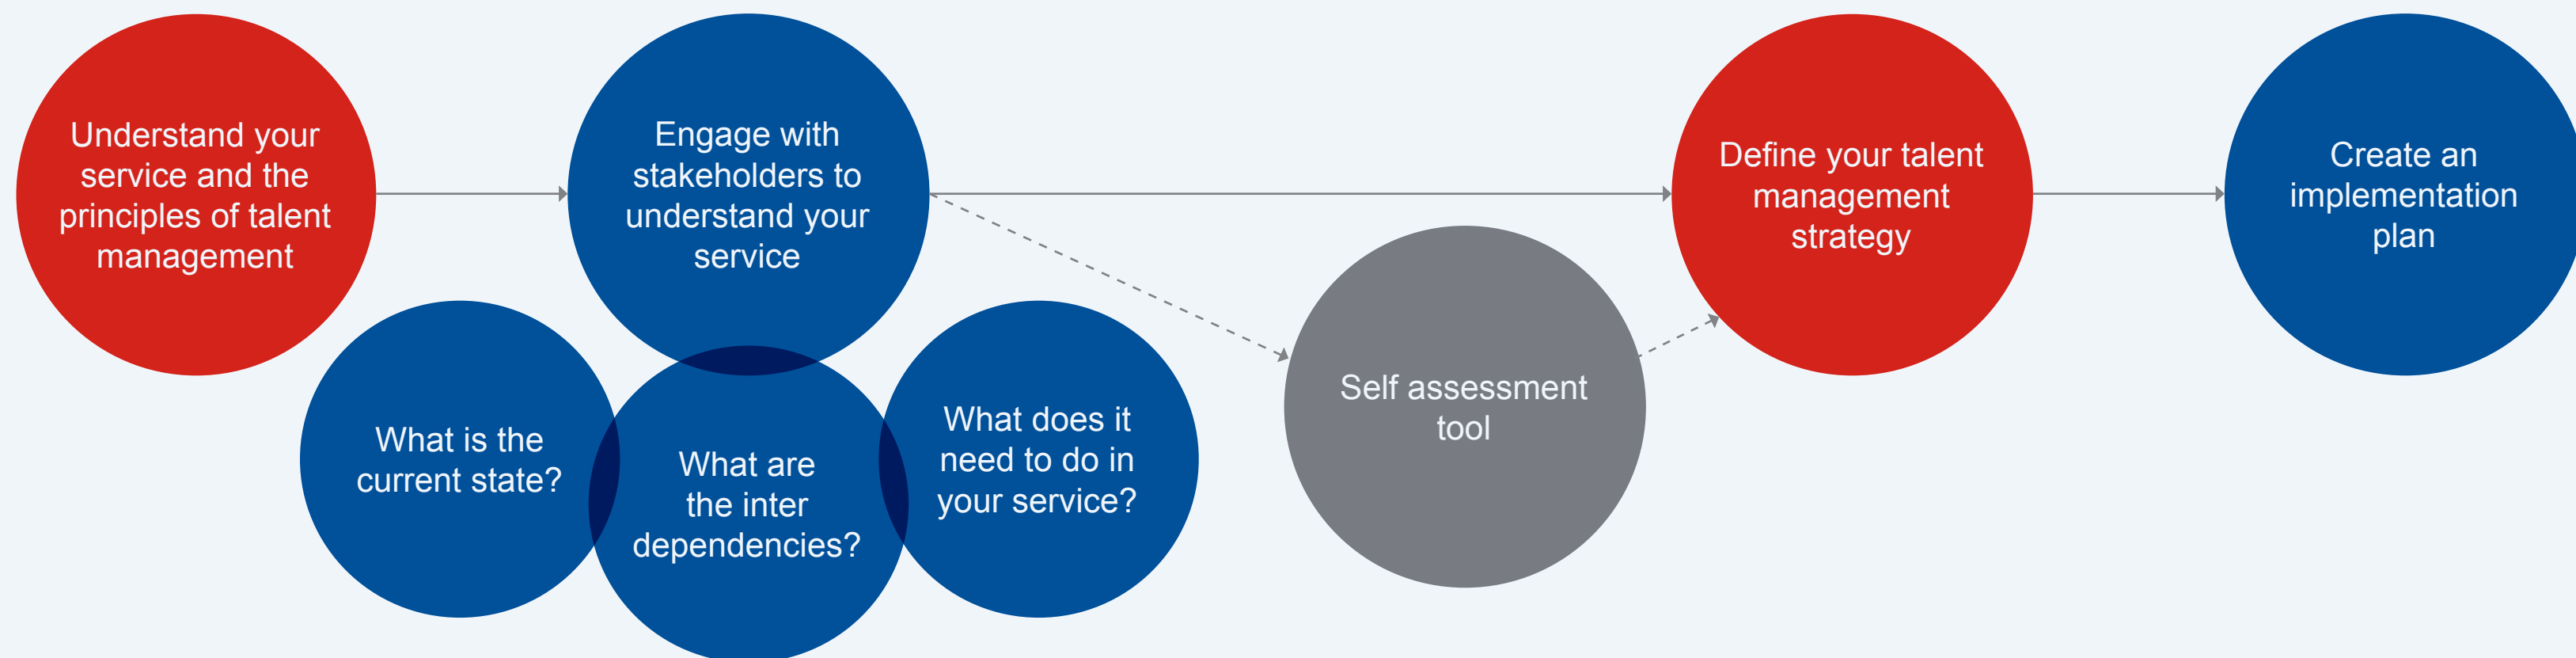 Understand your
service and the
principles of talent
management
Engage with
stakeholders to
understand your
service
What is the
current state?
What are
the inter
dependencies?
What does it
need to do in
your service?
Self assessment
tool
Define your talent
management
strategy
Create an
implementation
plan